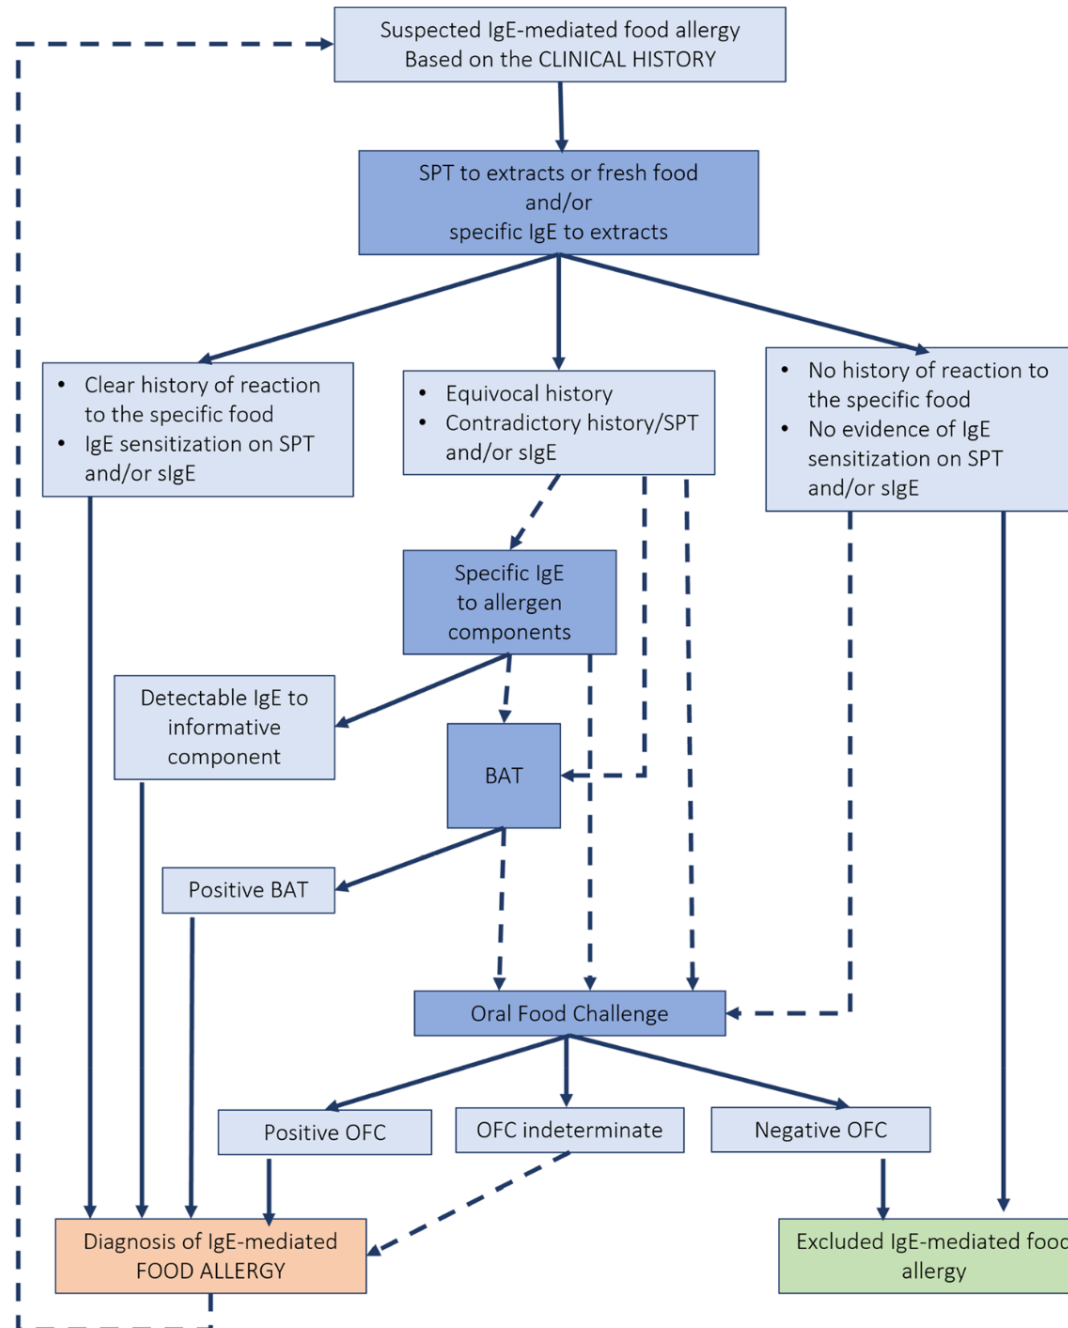 Suspected IgE-mediated food allergy
Based on the CLINICAL HISTORY
SPT to extracts or fresh food
and/or
specific IgE to extracts
• Clear history of reaction
to the specific food
• IgE sensitization on SPT
and/or sIgE
• Equivocal history
• Contradictory history/SPT
and/or sIgE
• No history of reaction to
the specific food
• No evidence of IgE
sensitization on SPT
and/or sIgE
Specific IgE
to allergen
components
Detectable IgE to
informative
component
BAT
Positive BAT
Oral Food Challenge
Positive OFC
OFC indeterminate
Negative OFC
Diagnosis of IgE-mediated
FOOD ALLERGY
Excluded IgE-mediated food
allergy